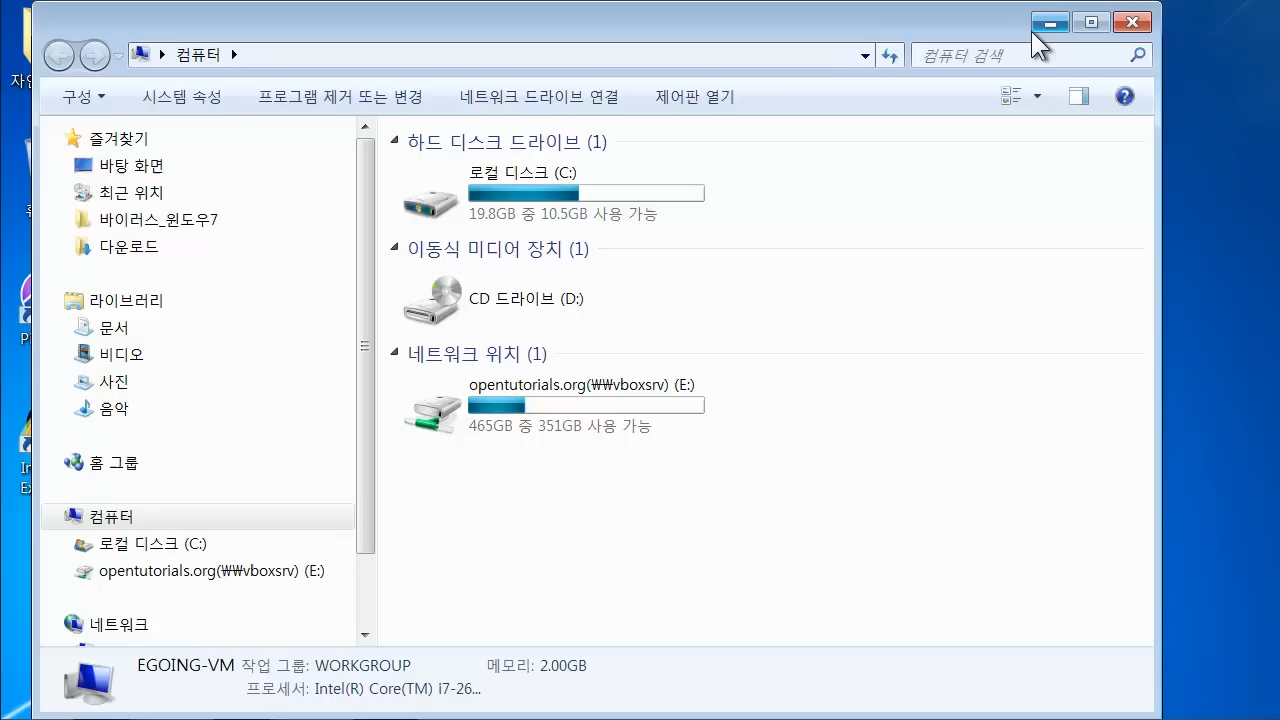 컴퓨터
컴퓨터 검색
구성
시스템 속성
프로그램 제거 또는 변경
네트워크 드라이브 연결
제어판 열기
즐겨찾기
바탕 화면
최근 위치
바이러스_윈도우7
다운로드
라이브러리
문서
비디오
사진
음악
홈 그룹
컴퓨터
로컬 디스크 (C:)
opentutorials.org(₩₩vboxsrv) (E:)
네트워크
하드 디스크 드라이브 (1)
로컬 디스크 (C:)
19.8GB 중 10.5GB 사용 가능
이동식 미디어 장치 (1)
CD 드라이브 (D:)
네트워크 위치 (1)
opentutorials.org(₩₩vboxsrv) (E:)
465GB 중 351GB 사용 가능
EGOING-VM 작업 그룹: WORKGROUP 메모리: 2.00GB
프로세서: Intel(R) Core(TM) i7-26...